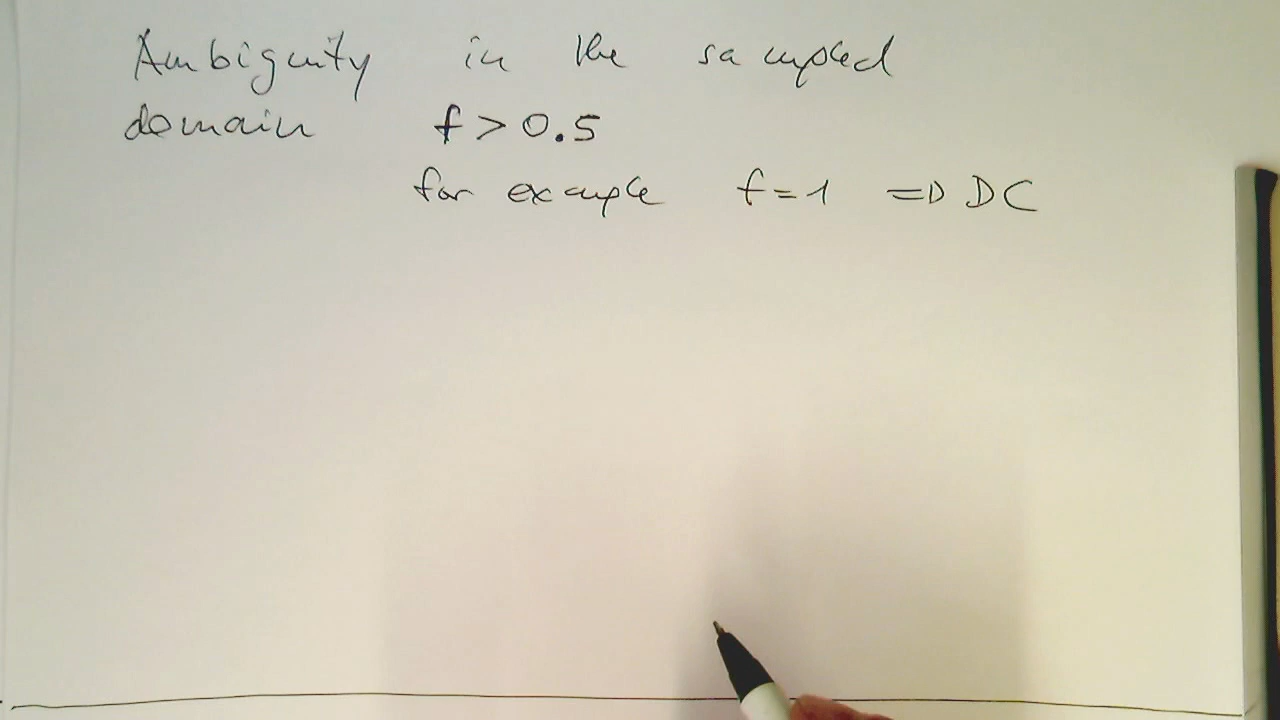 Ambiguity in the sampled
domain f > 0.5
for example f = 1 => DC